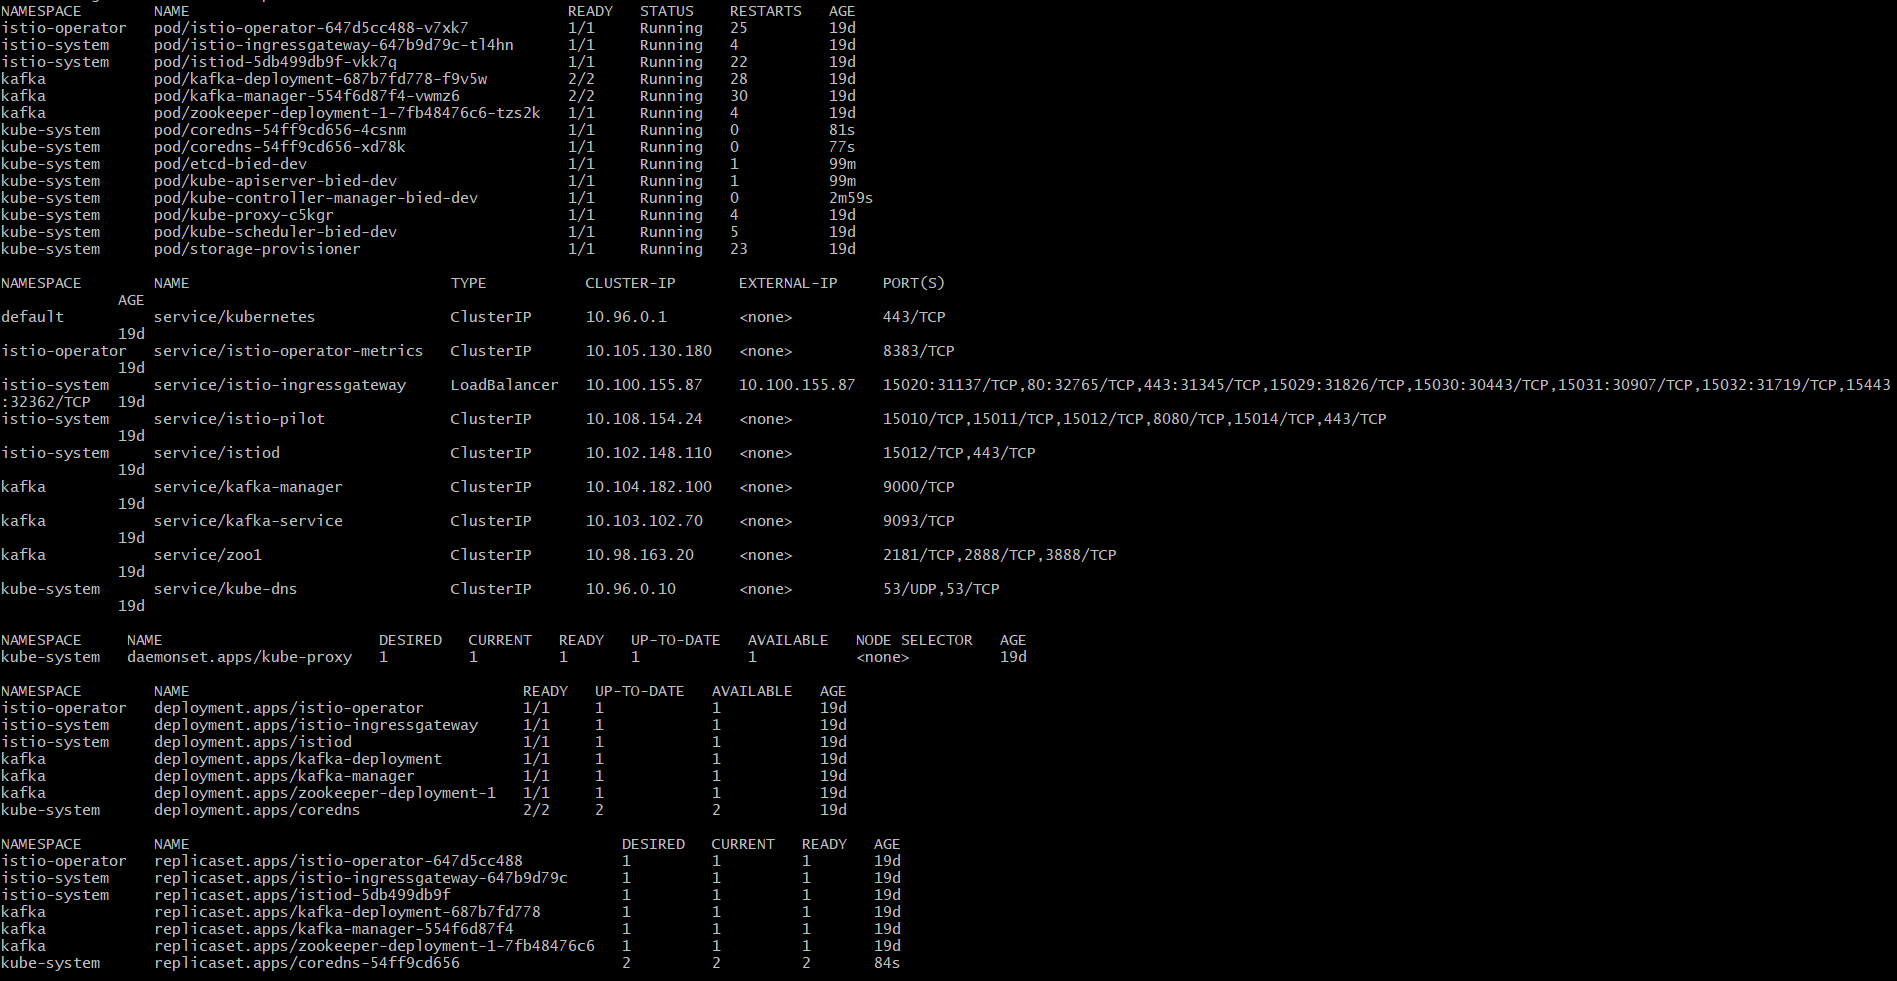 NAMESPACE NAME READY STATUS RESTARTS AGE
istio-operator pod/istio-operator-647d5cc488-v7xk7 1/1 Running 25 19d
istio-system pod/istio-ingressgateway-647b9d79c-tl4hn 1/1 Running 4 19d
istio-system pod/istiod-5db499db9f-vkk7q 1/1 Running 22 19d
kafka pod/kafka-deployment-687b7fd778-f9v5w 2/2 Running 28 19d
kafka pod/kafka-manager-554f6d87f4-vwmz6 2/2 Running 30 19d
kafka pod/zookeeper-deployment-1-7fb48476c6-tzs2k 1/1 Running 4 19d
kube-system pod/coredns-54ff9cd656-4csnm 1/1 Running 0 81s
kube-system pod/coredns-54ff9cd656-xd78k 1/1 Running 0 77s
kube-system pod/etcd-bied-dev 1/1 Running 1 99m
kube-system pod/kube-apiserver-bied-dev 1/1 Running 1 99m
kube-system pod/kube-controller-manager-bied-dev 1/1 Running 0 2m59s
kube-system pod/kube-proxy-c5kgr 1/1 Running 4 19d
kube-system pod/kube-scheduler-bied-dev 1/1 Running 5 19d
kube-system pod/storage-provisioner 1/1 Running 23 19d
NAMESPACE NAME TYPE CLUSTER-IP EXTERNAL-IP PORT(S)
AGE
default service/kubernetes ClusterIP 10.96.0.1 <none> 443/TCP
19d
istio-operator service/istio-operator-metrics ClusterIP 10.105.130.180 <none> 8383/TCP
19d
istio-system service/istio-ingressgateway LoadBalancer 10.100.155.87 10.100.155.87 15020:31137/TCP,80:32765/TCP,443:31345/TCP,15029:31826/TCP,15030:30443/TCP,15031:30907/TCP,15032:31719/TCP,15443
:32362/TCP 19d
istio-system service/istio-pilot ClusterIP 10.108.154.24 <none> 15010/TCP,15011/TCP,15012/TCP,8080/TCP,15014/TCP,443/TCP
19d
istio-system service/istiod ClusterIP 10.102.148.110 <none> 15012/TCP,443/TCP
19d
kafka service/kafka-manager ClusterIP 10.104.182.100 <none> 9000/TCP
19d
kafka service/kafka-service ClusterIP 10.103.102.70 <none> 9093/TCP
19d
kafka service/zoo1 ClusterIP 10.98.163.20 <none> 2181/TCP,2888/TCP,3888/TCP
19d
kube-system service/kube-dns ClusterIP 10.96.0.10 <none> 53/UDP,53/TCP
19d
NAMESPACE NAME DESIRED CURRENT READY UP-TO-DATE AVAILABLE NODE SELECTOR AGE
kube-system daemonset.apps/kube-proxy 1 1 1 1 1 <none> 19d
NAMESPACE NAME READY UP-TO-DATE AVAILABLE AGE
istio-operator deployment.apps/istio-operator 1/1 1 1 19d
istio-system deployment.apps/istio-ingressgateway 1/1 1 1 19d
istio-system deployment.apps/istiod 1/1 1 1 19d
kafka deployment.apps/kafka-deployment 1/1 1 1 19d
kafka deployment.apps/kafka-manager 1/1 1 1 19d
kafka deployment.apps/zookeeper-deployment-1 1/1 1 1 19d
kube-system deployment.apps/coredns 2/2 2 2 19d
NAMESPACE NAME DESIRED CURRENT READY AGE
istio-operator replicaset.apps/istio-operator-647d5cc488 1 1 1 19d
istio-system replicaset.apps/istio-ingressgateway-647b9d79c 1 1 1 19d
istio-system replicaset.apps/istiod-5db499db9f 1 1 1 19d
kafka replicaset.apps/kafka-deployment-687b7fd778 1 1 1 19d
kafka replicaset.apps/kafka-manager-554f6d87f4 1 1 1 19d
kafka replicaset.apps/zookeeper-deployment-1-7fb48476c6 1 1 1 19d
kube-system replicaset.apps/coredns-54ff9cd656 2 2 2 84s